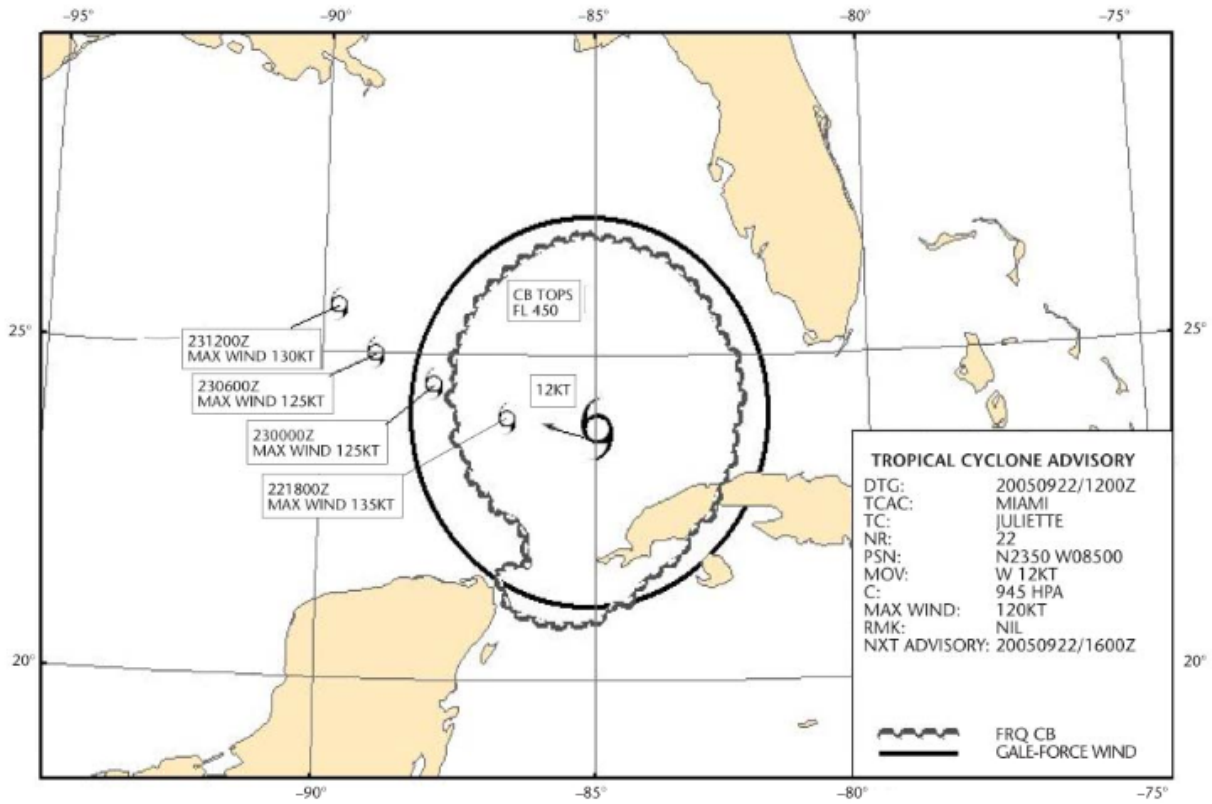 −95°
−90°
−85°
−80°
−75°
CB TOPS
FL 450
25°
25°
231200Z
MAX WIND 130KT
230600Z
MAX WIND 125KT
12KT
230000Z
MAX WIND 125KT
221800Z
MAX WIND 135KT
TROPICAL CYCLONE ADVISORY
DTG: 20050922/1200Z
TCAC: MIAMI
TC: JULIETTE
NR: 22
PSN: N2350 W08500
MOV: W 12KT
C: 945 HPA
MAX WIND: 120KT
RMK: NIL
NXT ADVISORY: 20050922/1600Z
20°
20°
FRQ CB
GALE-FORCE WIND
−90°
−85°
−80°
−75°